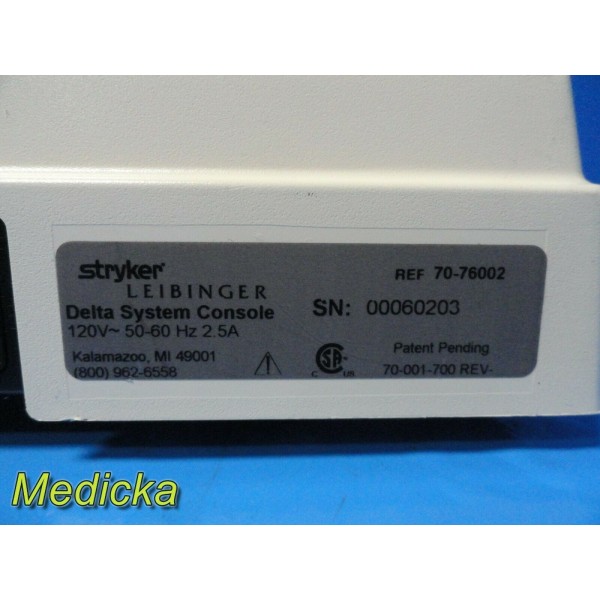 stryker
LEIBINGER
REF 70-76002
Delta System Console
SN: 00060203
120V~ 50-60 Hz 2.5A
Kalamazoo, MI 49001
(800) 962-6558
C US
Patent Pending
70-001-700 REV-
Medicka